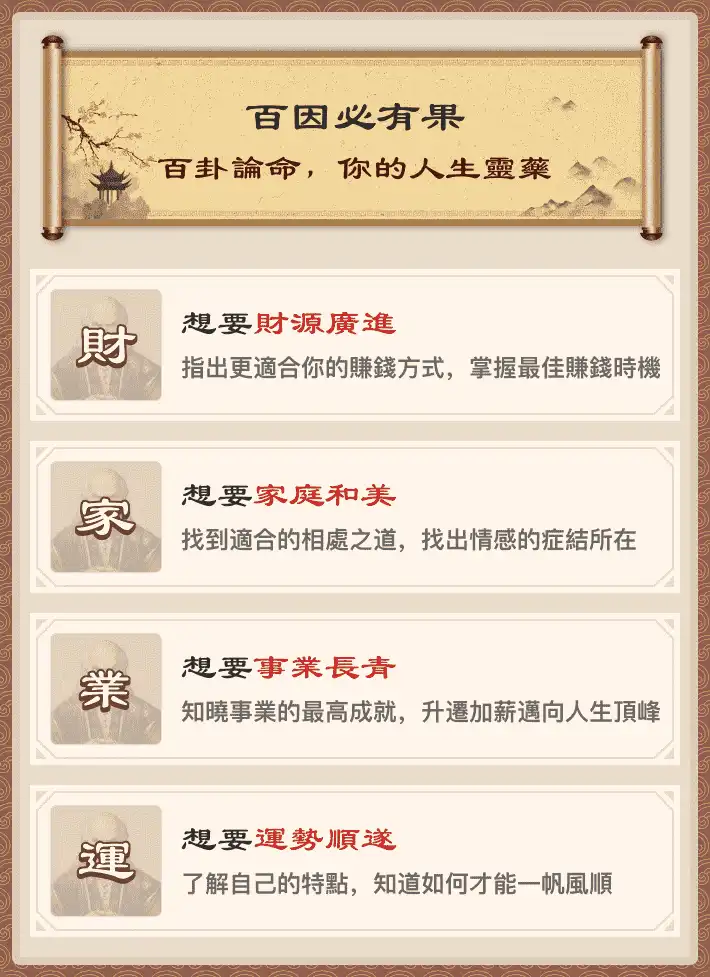 百因必有果
百卦論命，你的人生靈藥
財
想要財源廣進
指出更適合你的賺錢方式，掌握最佳賺錢時機
家
想要家庭和美
找到適合的相處之道，找出情感的症結所在
業
想要事業長青
知曉事業的最高成就，升遷加薪邁向人生頂峰
運
想要運勢順遂
了解自己的特點，知道如何才能一帆風順